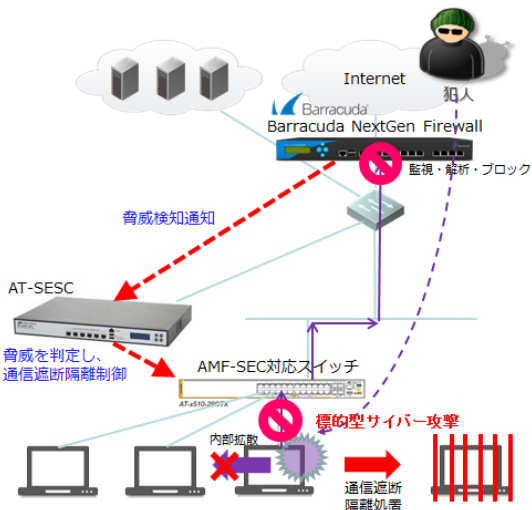 Internet
犯人
Barracuda
Barracuda NextGen Firewall
監視・解析・ブロック
脅威検知通知
AT-SESC
脅威を判定し、
通信遮断隔離制御
AMF-SEC対応スイッチ
AT-x510-28GTX
標的型サイバー攻撃
内部拡散
通信遮断
隔離処置